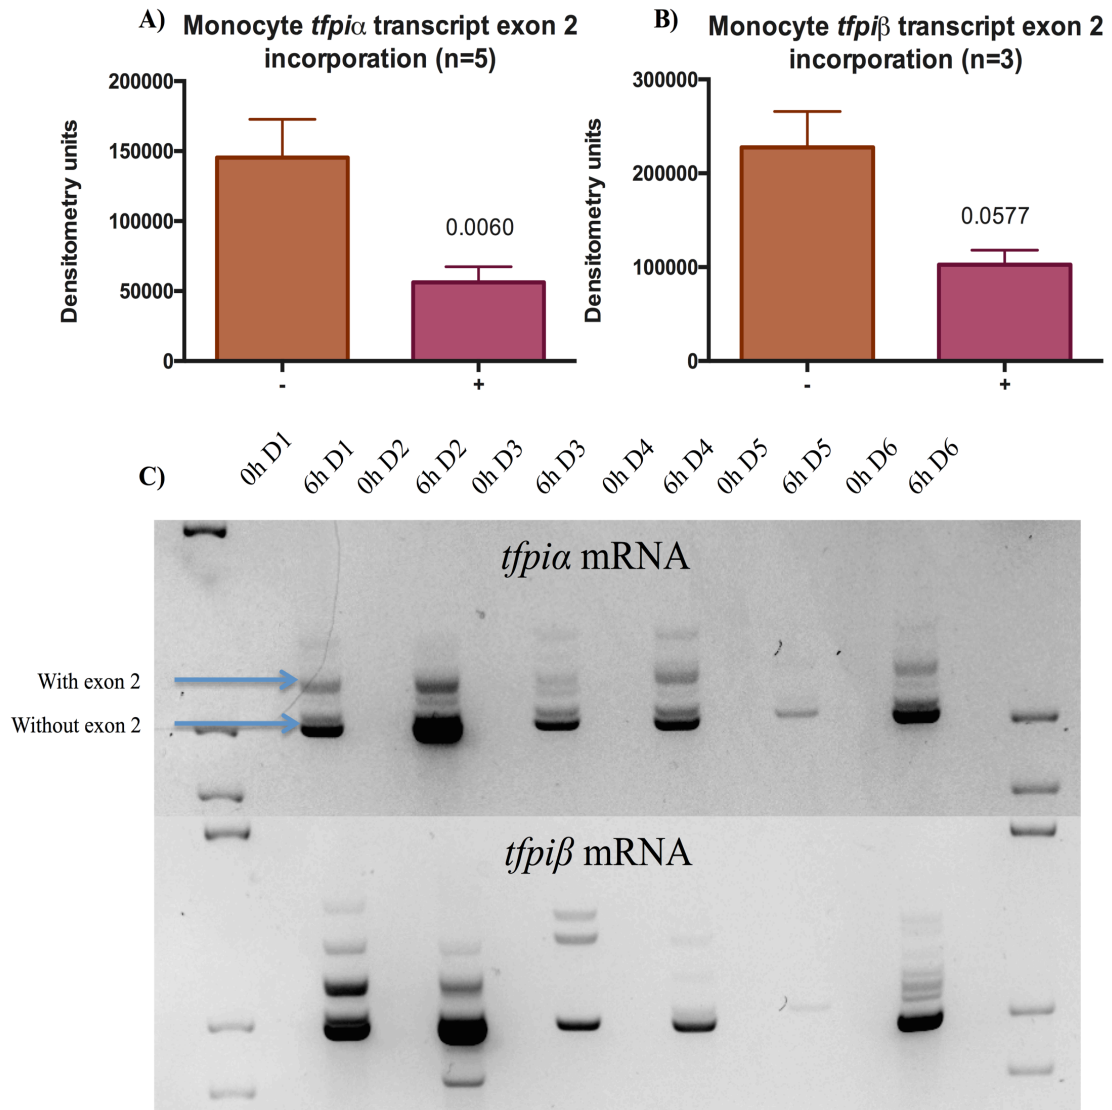 A) Monocyte tfpiα transcript exon 2
incorporation (n=5)
Densitometry units
200000
150000
100000
50000
0
0.0060
-
+
B) Monocyte tfpiβ transcript exon 2
incorporation (n=3)
Densitometry units
300000
200000
100000
0
0.0577
-
+
C)
0h D1
6h D1
0h D2
6h D2
0h D3
6h D3
0h D4
6h D4
0h D5
6h D5
0h D6
6h D6
tfpiα mRNA
With exon 2
Without exon 2
tfpiβ mRNA